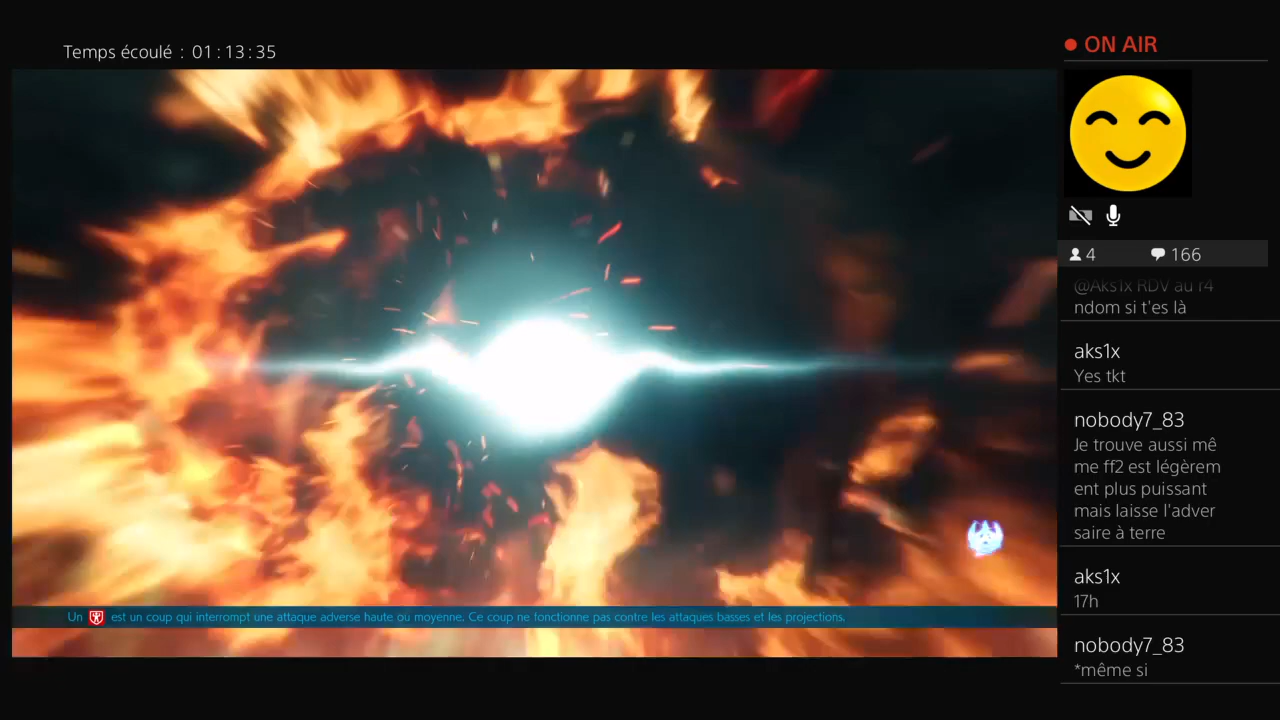 Temps écoulé : 01:13:35
ON AIR
4 166
@Aks1x RDV au r4
ndom si t'es là
aks1x
Yes tkt
nobody7_83
Je trouve aussi mê
me ff2 est légèrem
ent plus puissant
mais laisse l'adver
saire à terre
aks1x
17h
nobody7_83
*même si
Un est un coup qui interrompt une attaque adverse haute ou moyenne. Ce coup ne fonctionne pas contre les attaques basses et les projections.